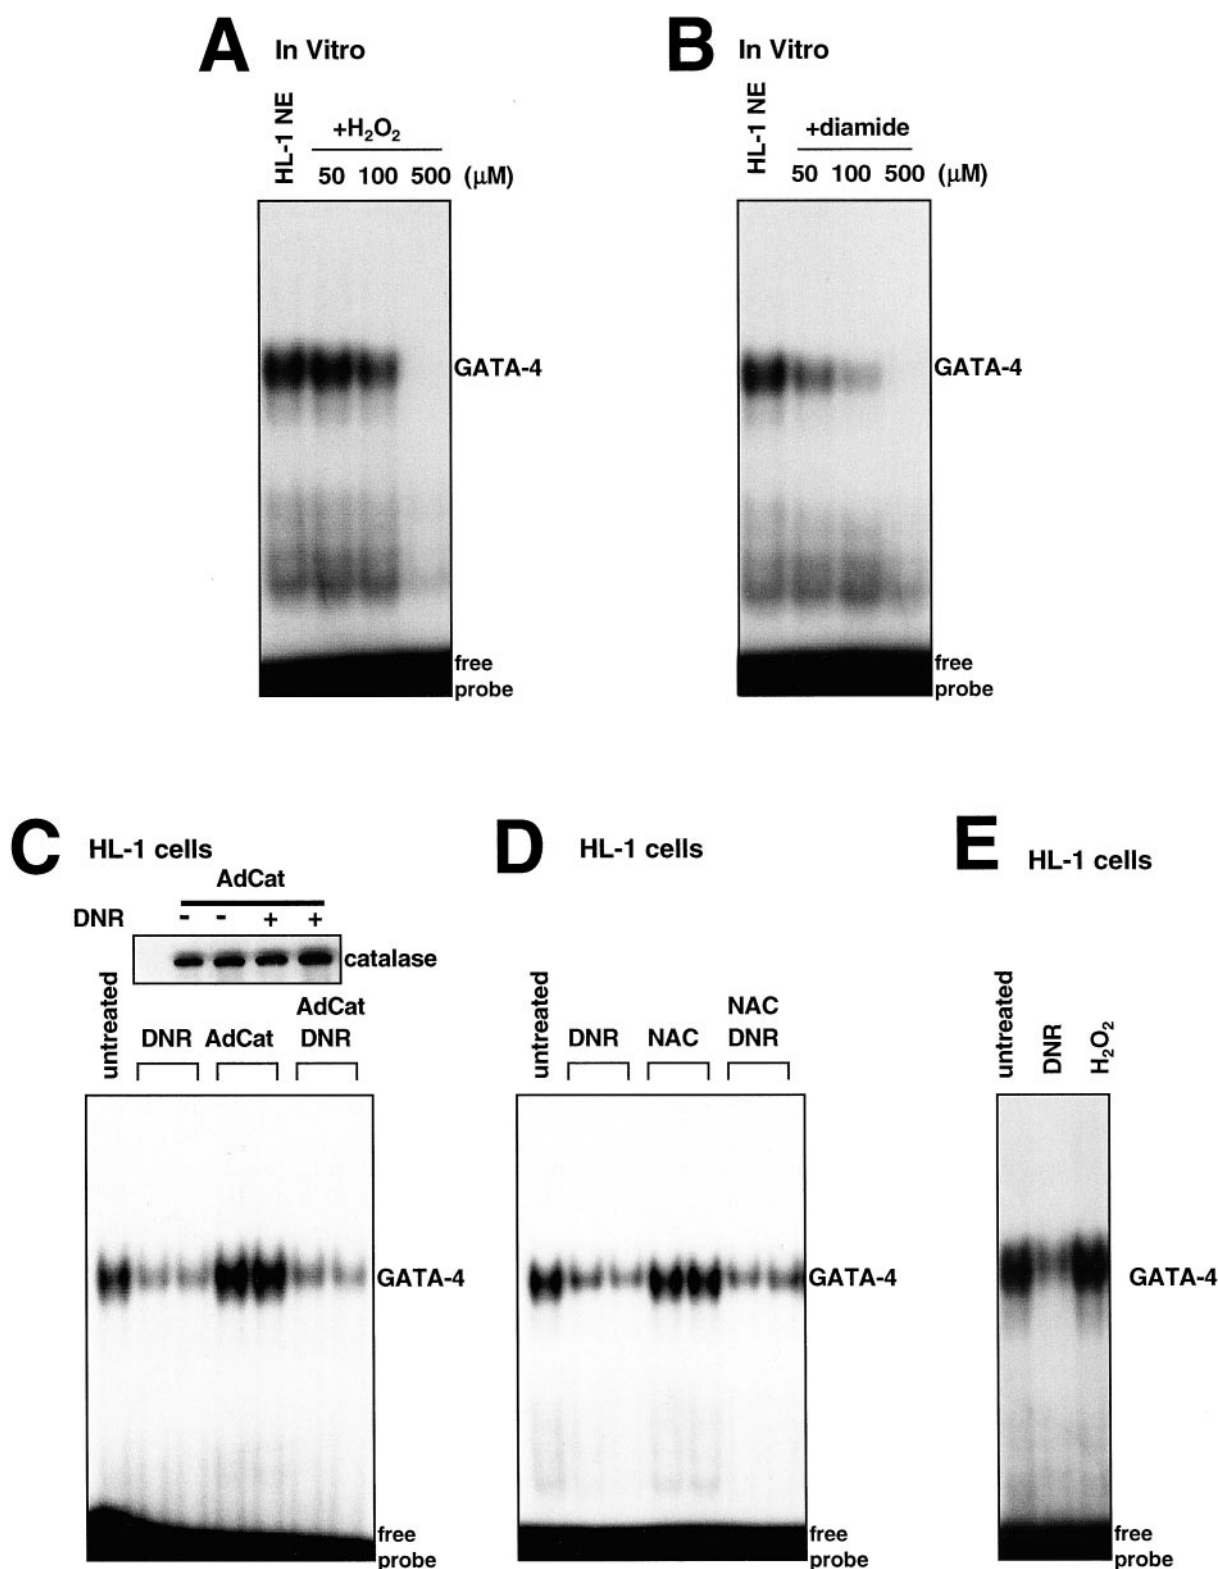 A In Vitro
HL-1 NE
+H₂O₂
50 100 500 (µM)
GATA-4
free
probe
B In Vitro
HL-1 NE
+diamide
50 100 500 (µM)
GATA-4
free
probe
C HL-1 cells
AdCat
DNR - - + +
catalase
untreated
DNR AdCat AdCat DNR
GATA-4
free
probe
D HL-1 cells
untreated
DNR NAC NAC DNR
GATA-4
free
probe
E HL-1 cells
untreated
DNR
H₂O₂
GATA-4
free
probe